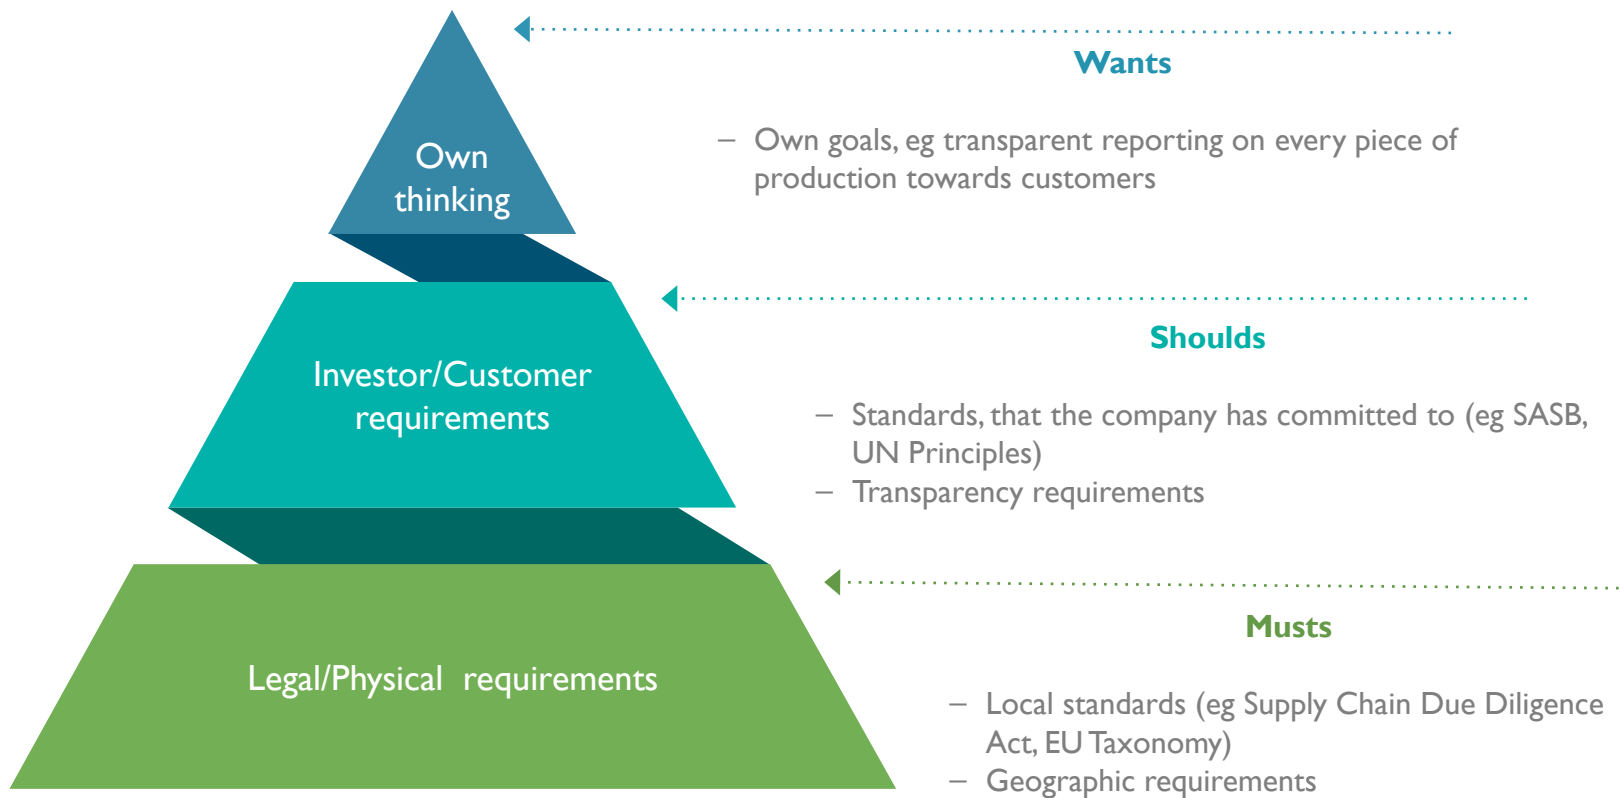 Wants
Own
thinking
– Own goals, eg transparent reporting on every piece of
production towards customers
Shoulds
Investor/Customer
requirements
– Standards, that the company has committed to (eg SASB,
UN Principles)
– Transparency requirements
Musts
Legal/Physical requirements
– Local standards (eg Supply Chain Due Diligence
Act, EU Taxonomy)
– Geographic requirements